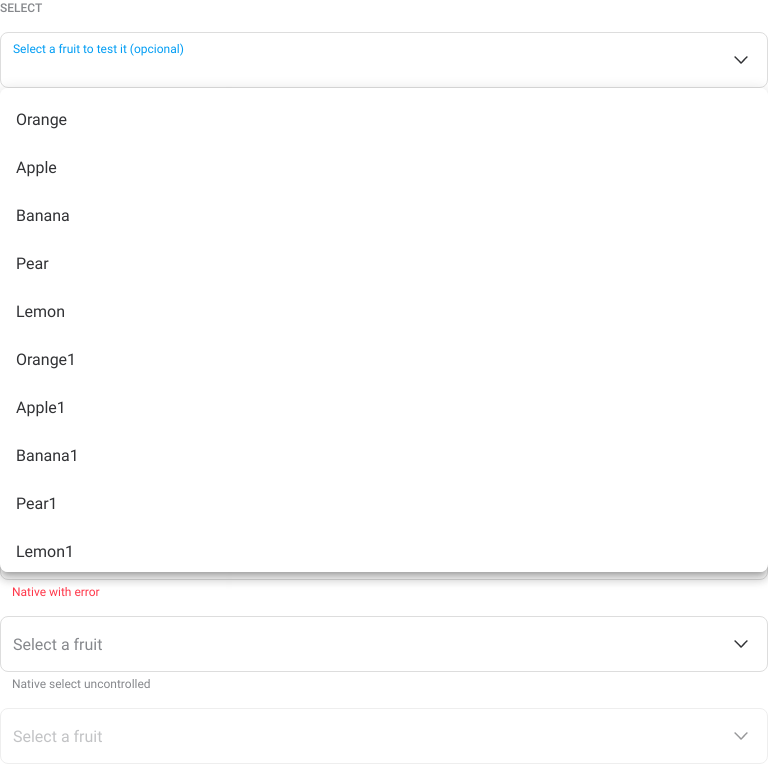 SELECT
Select a fruit to test it (opcional)
Orange
Apple
Banana
Pear
Lemon
Orange1
Apple1
Banana1
Pear1
Lemon1
Native with error
Select a fruit
Native select uncontrolled
Select a fruit